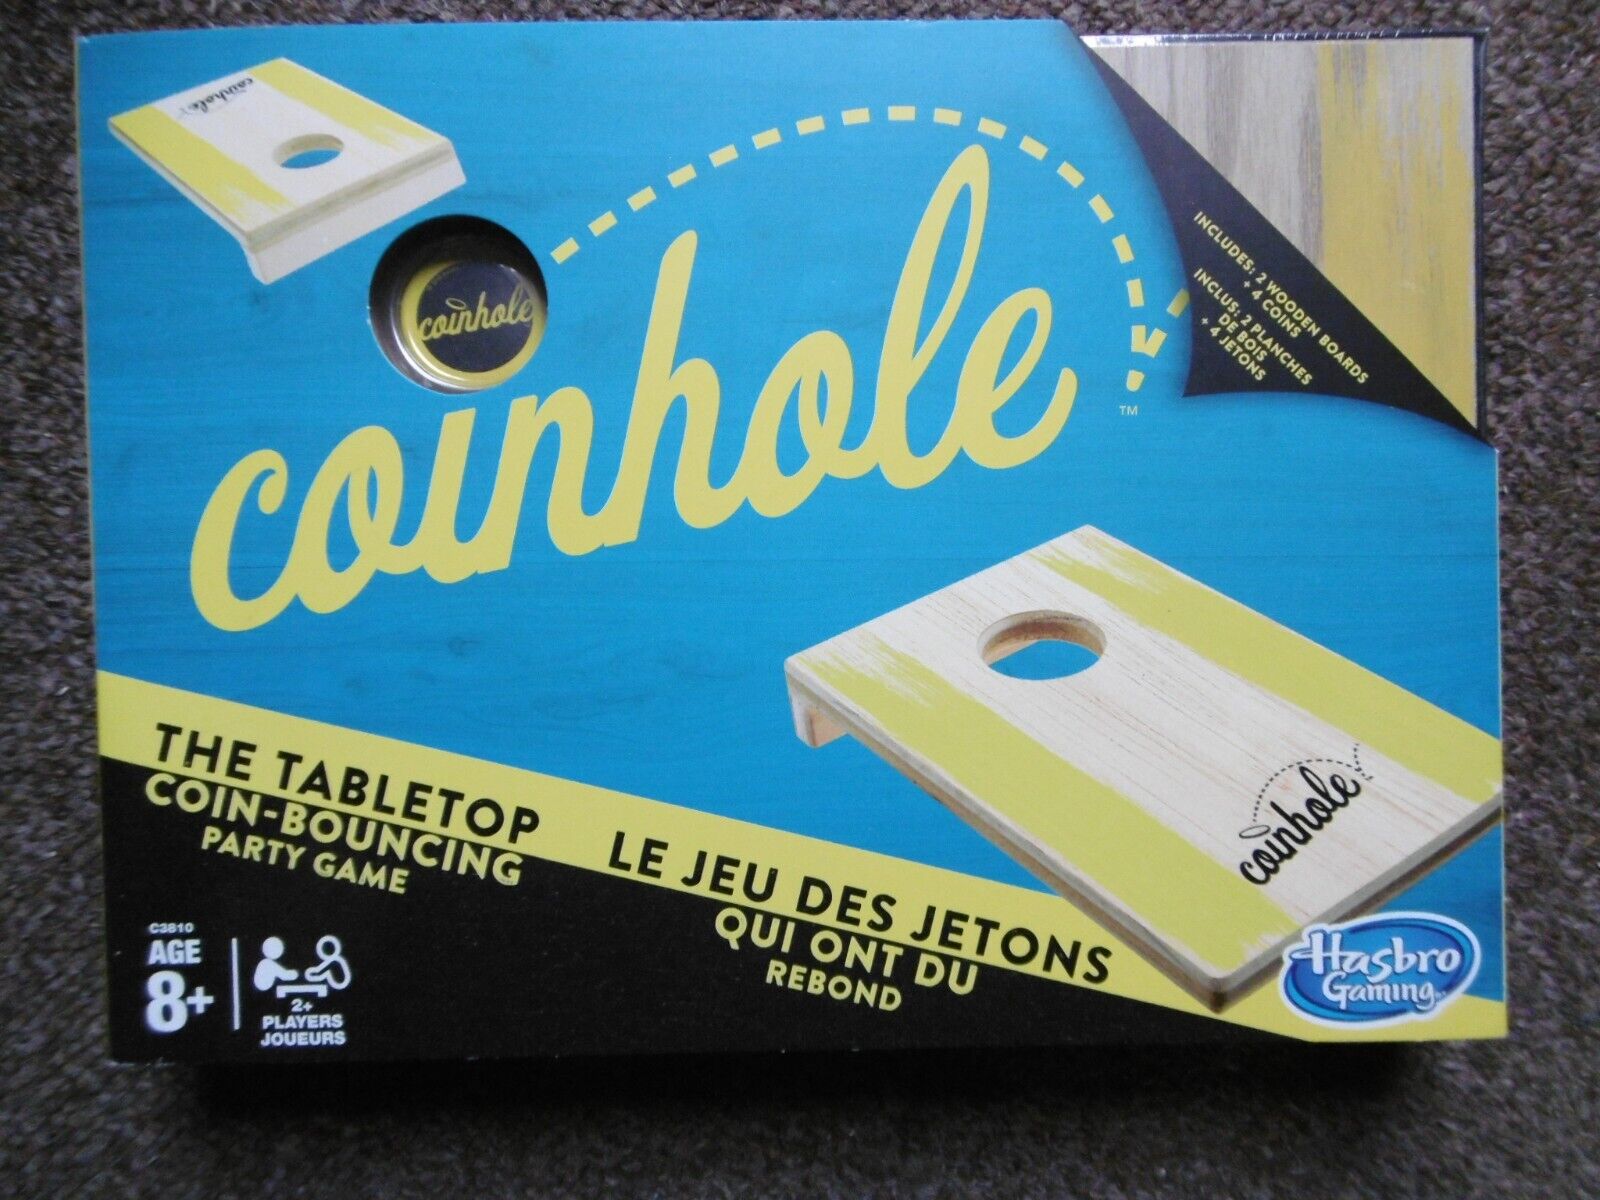 coinhole
coinhole
coinhole
TM
INCLUDES: 2 WOODEN BOARDS
+ 4 COINS
INCLUS: 2 PLANCHES
DE BOIS
+ 4 JETONS
THE TABLETOP
COIN-BOUNCING
PARTY GAME
LE JEU DES JETONS
QUI ONT DU
REBOND
coinhole
C3810
AGE
8+
2+
PLAYERS
JOUEURS
Hasbro
Gaming